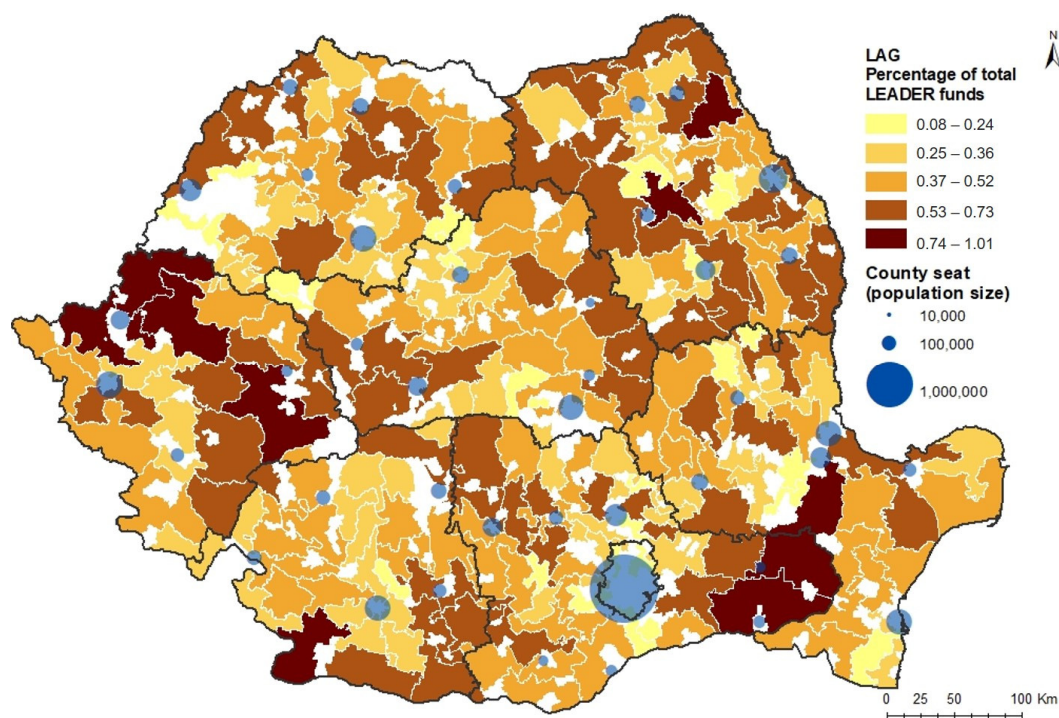 N
LAG
Percentage of total
LEADER funds
0.08 – 0.24
0.25 – 0.36
0.37 – 0.52
0.53 – 0.73
0.74 – 1.01
County seat
(population size)
10,000
100,000
1,000,000
0 25 50 100 Km